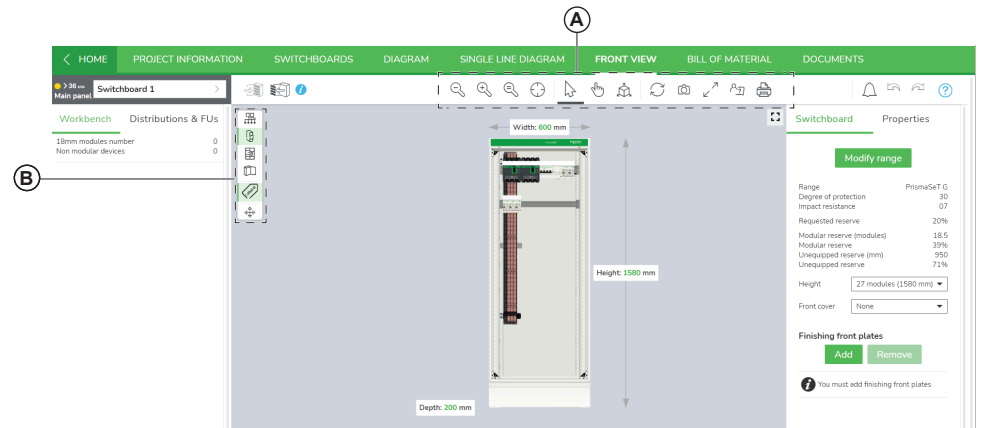 A
HOME PROJECT INFORMATION SWITCHBOARDS DIAGRAM SINGLE LINE DIAGRAM FRONT VIEW BILL OF MATERIAL DOCUMENTS
Main panel
Switchboard 1
Workbench Distributions & FUs
18mm modules number 0
Non modular devices 0
B
Width: 600 mm
Height: 1580 mm
Depth: 200 mm
Switchboard Properties
Modify range
Range PrismaSeT G
Degree of protection 30
Impact resistance 07
Requested reserve 20%
Modular reserve (modules) 18.5
Modular reserve 39%
Unequipped reserve (mm) 950
Unequipped reserve 71%
Height 27 modules (1580 mm)
Front cover None
Finishing front plates
Add Remove
You must add finishing front plates